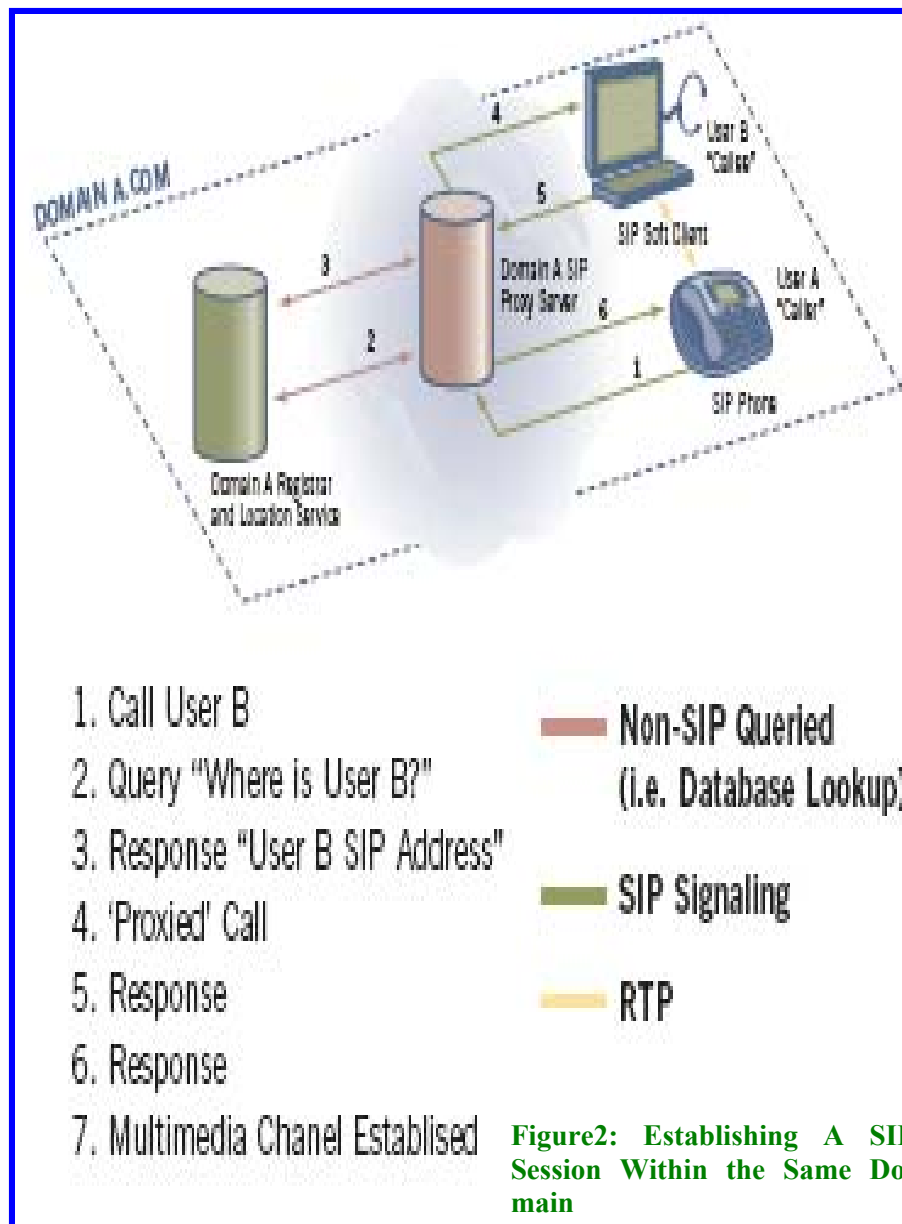 DOMAIN A.COM
4
User B
"Callee"
5
SIP Soft Client
3
Domain A SIP
Proxy Server
User A
"Caller"
6
2
1
SIP Phone
Domain A Registrar
and Location Service
1. Call User B
2. Query "Where is User B?"
3. Response "User B SIP Address"
4. 'Proxied' Call
5. Response
6. Response
7. Multimedia Chanel Establised
Non-SIP Queried
(i.e. Database Lookup)
SIP Signaling
RTP
Figure2: Establishing A SI
Session Within the Same Do-
main